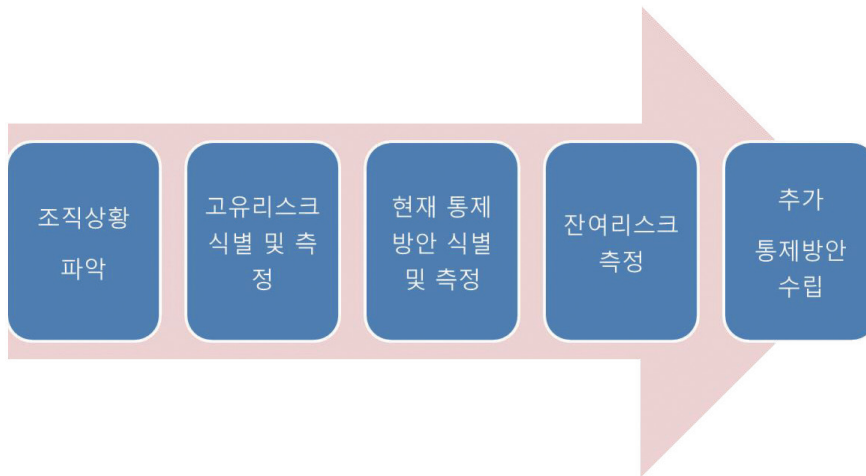 조직상황
파악
고유리스크
식별 및 측
정
현재 통제
방안 식별
및 측정
잔여리스크
측정
추가
통제방안
수립